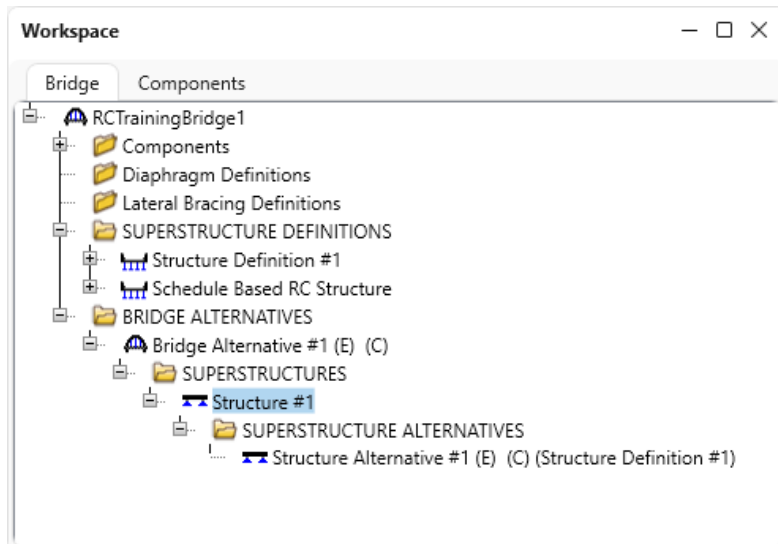 Workspace
Bridge Components
RCTrainingBridge1
Components
Diaphragm Definitions
Lateral Bracing Definitions
SUPERSTRUCTURE DEFINITIONS
Structure Definition #1
Schedule Based RC Structure
BRIDGE ALTERNATIVES
Bridge Alternative #1 (E) (C)
SUPERSTRUCTURES
Structure #1
SUPERSTRUCTURE ALTERNATIVES
Structure Alternative #1 (E) (C) (Structure Definition #1)